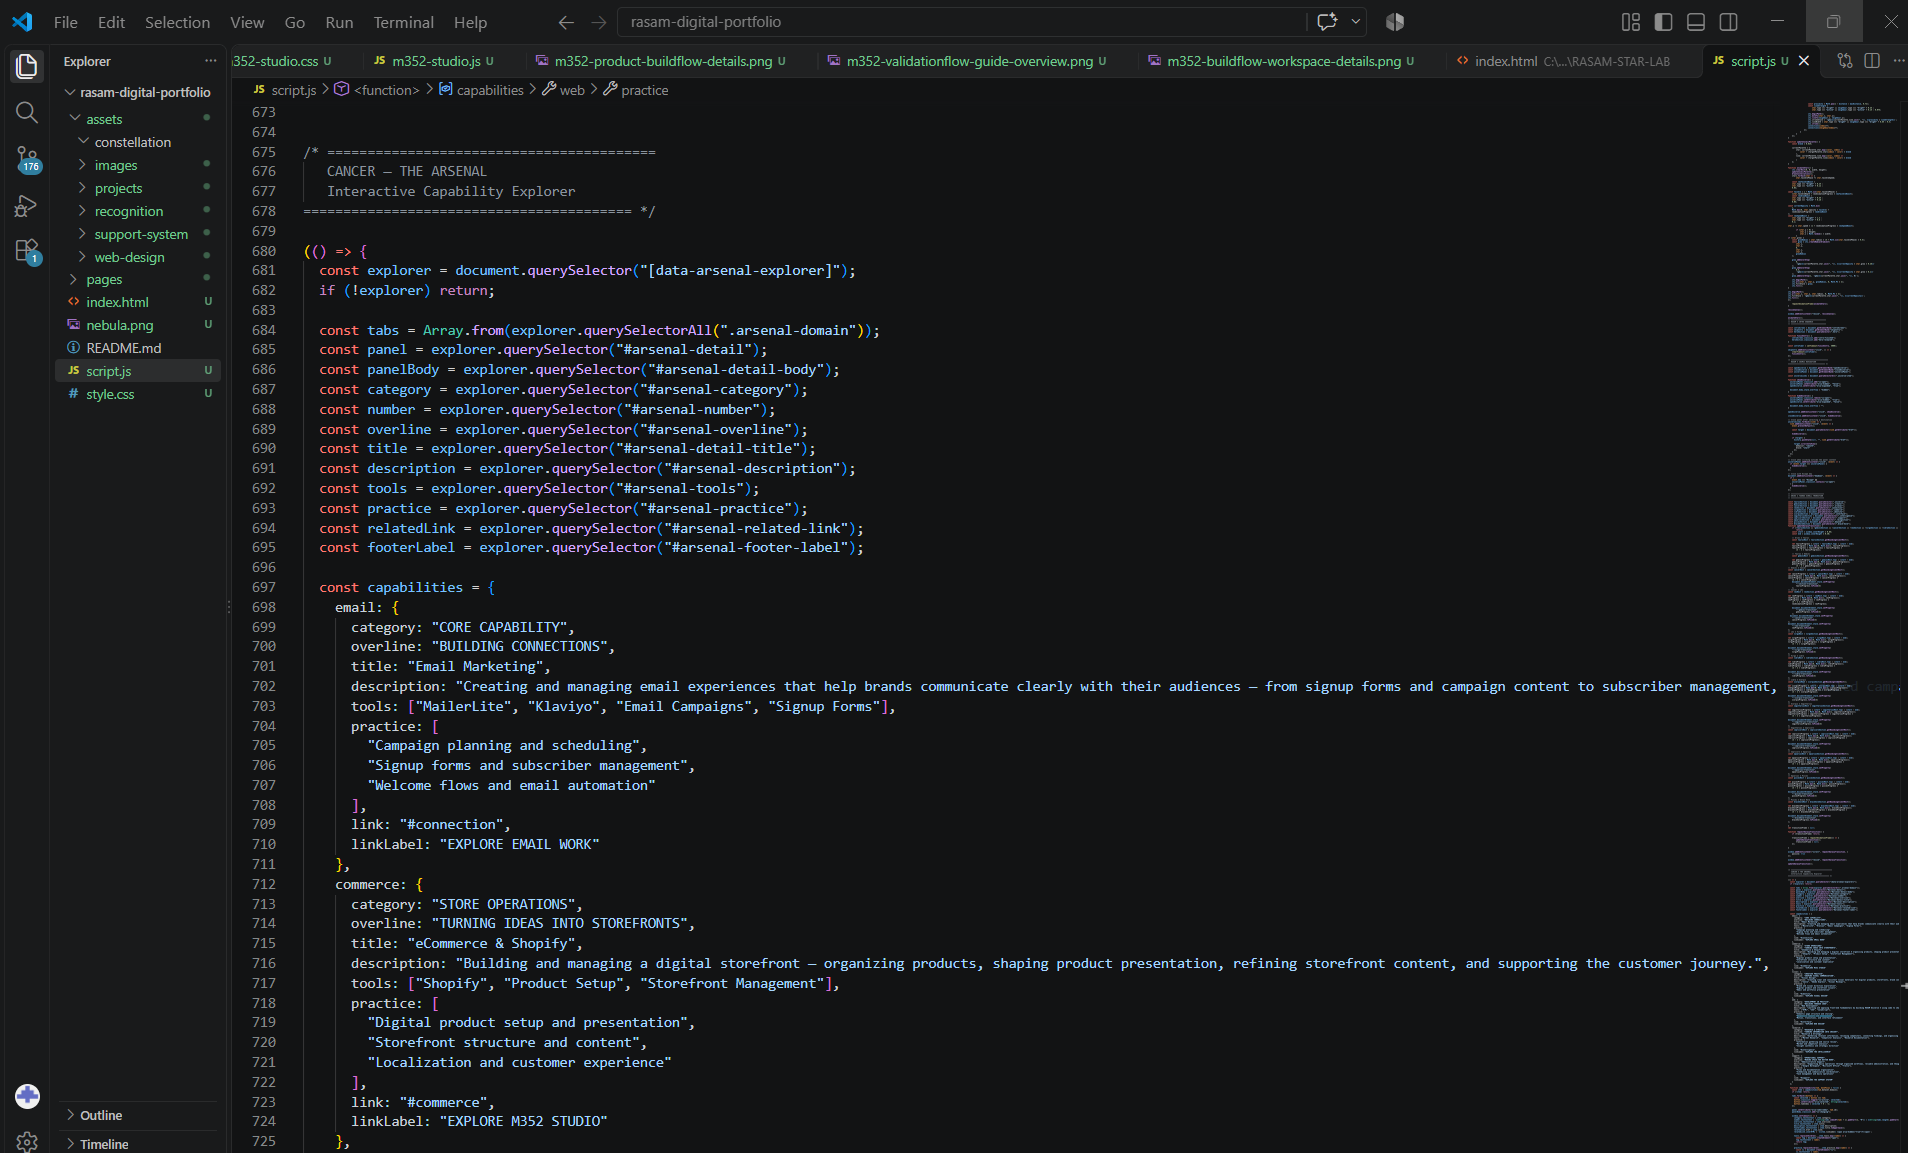 File Edit Selection View Go Run Terminal Help
rasam-digital-portfolio
Explorer
352-studio.css U
JS m352-studio.js U
m352-product-buildflow-details.png U
m352-validationflow-guide-overview.png U
m352-buildflow-workspace-details.png U
<> index.html C:\...\RASAM-STAR-LAB
JS script.js U
JS script.js > <function> > capabilities > web > practice
rasam-digital-portfolio
assets
constellation
images
projects
recognition
support-system
web-design
pages
<> index.html U
nebula.png U
README.md
JS script.js U
# style.css U
176
1
Outline
Timeline
673
674
675 /* =========================================
676 CANCER — THE ARSENAL
677 Interactive Capability Explorer
678 ========================================= */
679
680 (() => {
681 const explorer = document.querySelector("[data-arsenal-explorer]");
682 if (!explorer) return;
683
684 const tabs = Array.from(explorer.querySelectorAll(".arsenal-domain"));
685 const panel = explorer.querySelector("#arsenal-detail");
686 const panelBody = explorer.querySelector("#arsenal-detail-body");
687 const category = explorer.querySelector("#arsenal-category");
688 const number = explorer.querySelector("#arsenal-number");
689 const overline = explorer.querySelector("#arsenal-overline");
690 const title = explorer.querySelector("#arsenal-detail-title");
691 const description = explorer.querySelector("#arsenal-description");
692 const tools = explorer.querySelector("#arsenal-tools");
693 const practice = explorer.querySelector("#arsenal-practice");
694 const relatedLink = explorer.querySelector("#arsenal-related-link");
695 const footerLabel = explorer.querySelector("#arsenal-footer-label");
696
697 const capabilities = {
698 email: {
699 category: "CORE CAPABILITY",
700 overline: "BUILDING CONNECTIONS",
701 title: "Email Marketing",
702 description: "Creating and managing email experiences that help brands communicate clearly with their audiences — from signup forms and campaign content to subscriber management,
703 tools: ["MailerLite", "Klaviyo", "Email Campaigns", "Signup Forms"],
704 practice: [
705 "Campaign planning and scheduling",
706 "Signup forms and subscriber management",
707 "Welcome flows and email automation"
708 ],
709 link: "#connection",
710 linkLabel: "EXPLORE EMAIL WORK"
711 },
712 commerce: {
713 category: "STORE OPERATIONS",
714 overline: "TURNING IDEAS INTO STOREFRONTS",
715 title: "eCommerce & Shopify",
716 description: "Building and managing a digital storefront — organizing products, shaping product presentation, refining storefront content, and supporting the customer journey.",
717 tools: ["Shopify", "Product Setup", "Storefront Management"],
718 practice: [
719 "Digital product setup and presentation",
720 "Storefront structure and content",
721 "Localization and customer experience"
722 ],
723 link: "#commerce",
724 linkLabel: "EXPLORE M352 STUDIO"
725 },